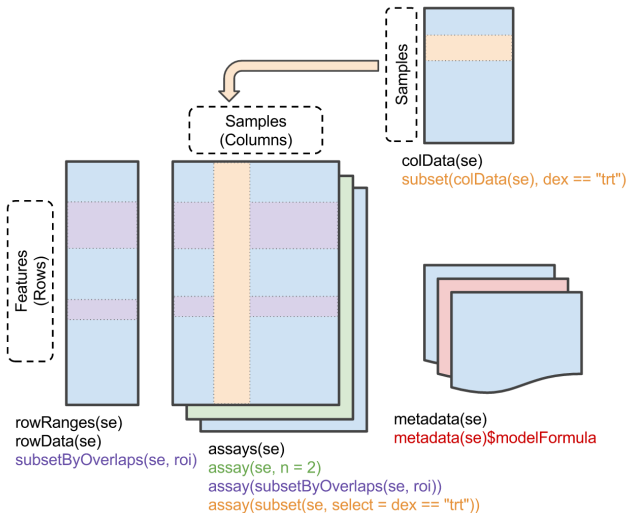 Samples
Samples
(Columns)
colData(se)
subset(colData(se), dex == "trt")
Features
(Rows)
rowRanges(se)
rowData(se)
subsetByOverlaps(se, roi)
assays(se)
assay(se, n = 2)
assay(subsetByOverlaps(se, roi))
assay(subset(se, select = dex == "trt"))
metadata(se)
metadata(se)$modelFormula